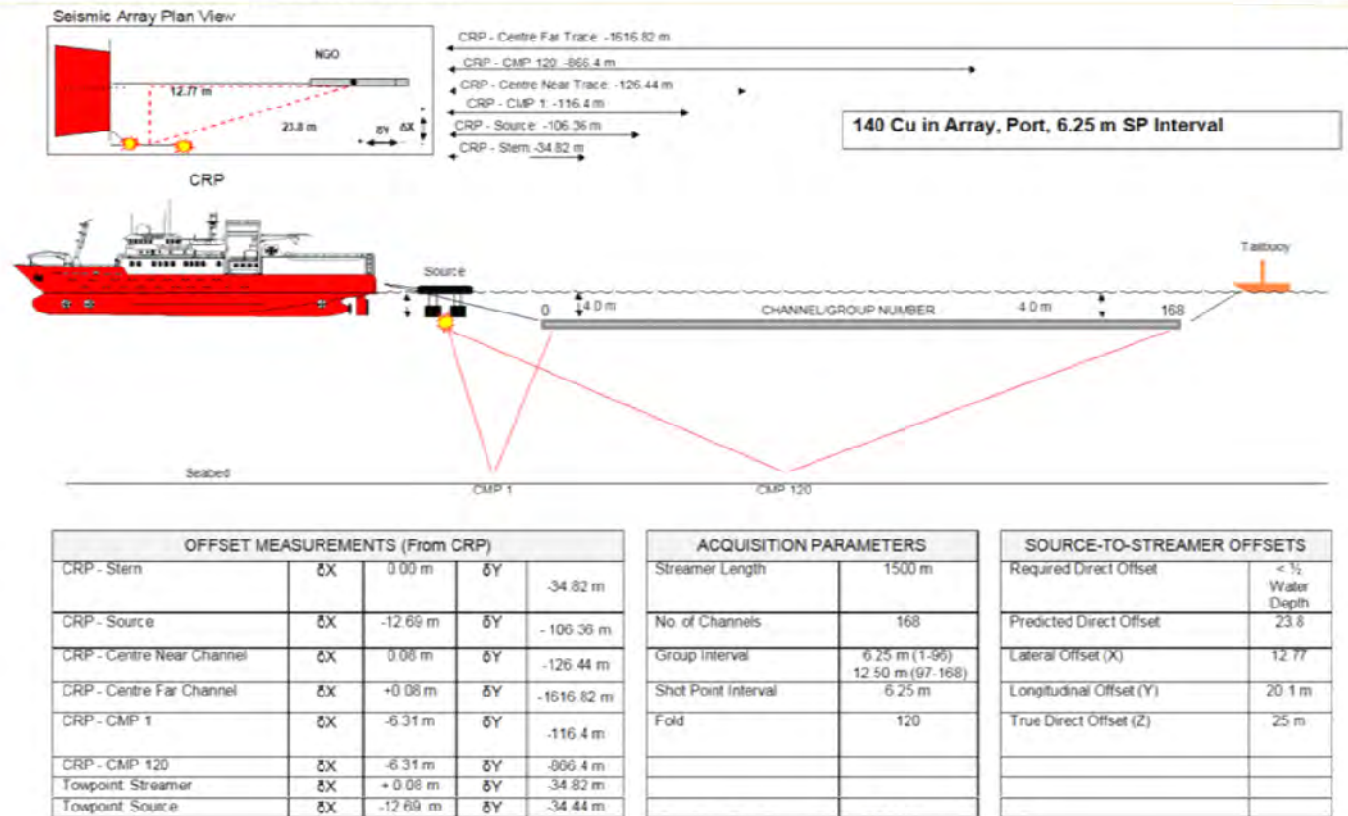 Seismic Array Plan View
NGO
12.77 m
23.8 m
δY
δX
CRP - Centre Far Trace: -1616.82 m
CRP - CMP 120: -866.4 m
CRP - Centre Near Trace: -126.44 m
CRP - CMP 1: -116.4 m
CRP - Source: -106.36 m
CRP - Stern: -34.82 m
140 Cu in Array, Port, 6.25 m SP Interval
CRP
Source
Tailbuoy
0
4.0 m
CHANNEL/GROUP NUMBER
4.0 m
168
Seabed
CMP 1
CMP 120
OFFSET MEASUREMENTS (From CRP)
CRP - Stern δX 0.00 m δY -34.82 m
CRP - Source δX -12.69 m δY - 106.36 m
CRP - Centre Near Channel δX 0.08 m δY -126.44 m
CRP - Centre Far Channel δX +0.08 m δY -1616.82 m
CRP - CMP 1 δX -6.31 m δY -116.4 m
CRP - CMP 120 δX -6.31 m δY -866.4 m
Towpoint Streamer δX + 0.08 m δY -34.82 m
Towpoint Source δX -12.69 m δY -34.44 m
ACQUISITION PARAMETERS
Streamer Length 1500 m
No. of Channels 168
Group Interval 6.25 m (1-96)
12.50 m (97-168)
Shot Point Interval 6.25 m
Fold 120
SOURCE-TO-STREAMER OFFSETS
Required Direct Offset < ½
Water
Depth
Predicted Direct Offset 23.8
Lateral Offset (X) 12.77
Longitudinal Offset (Y) 20.1 m
True Direct Offset (Z) 25 m